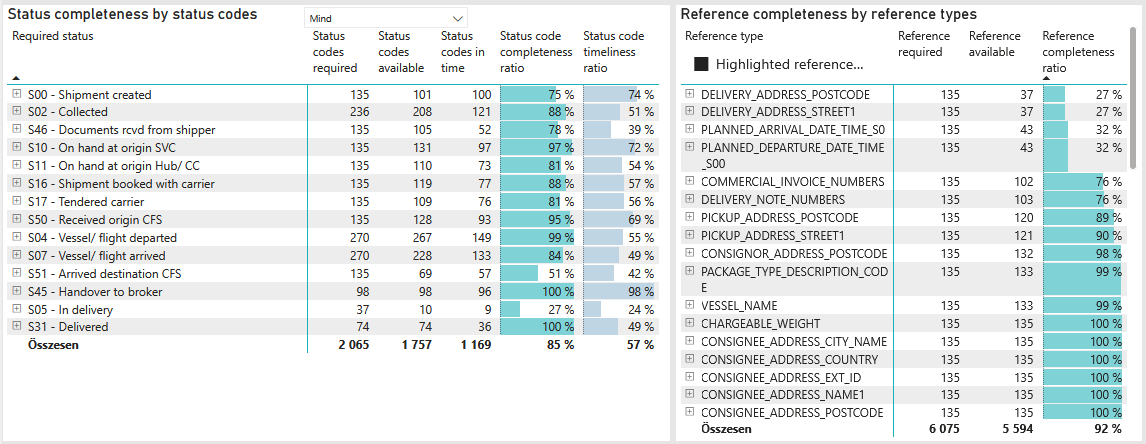 Status completeness by status codes
Mind
Required status
Status codes required
Status codes available
Status codes in time
Status code completeness ratio
Status code timeliness ratio
S00 - Shipment created 135 101 100 75 % 74 %
S02 - Collected 236 208 121 88 % 51 %
S46 - Documents rcvd from shipper 135 105 52 78 % 39 %
S10 - On hand at origin SVC 135 131 97 97 % 72 %
S11 - On hand at origin Hub/ CC 135 110 73 81 % 54 %
S16 - Shipment booked with carrier 135 119 77 88 % 57 %
S17 - Tendered carrier 135 109 76 81 % 56 %
S50 - Received origin CFS 135 128 93 95 % 69 %
S04 - Vessel/ flight departed 270 267 149 99 % 55 %
S07 - Vessel/ flight arrived 270 228 133 84 % 49 %
S51 - Arrived destination CFS 135 69 57 51 % 42 %
S45 - Handover to broker 98 98 96 100 % 98 %
S05 - In delivery 37 10 9 27 % 24 %
S31 - Delivered 74 74 36 100 % 49 %
Összesen 2 065 1 757 1 169 85 % 57 %
Reference completeness by reference types
Reference type
Reference required
Reference available
Reference completeness ratio
Highlighted reference...
DELIVERY_ADDRESS_POSTCODE 135 37 27 %
DELIVERY_ADDRESS_STREET1 135 37 27 %
PLANNED_ARRIVAL_DATE_TIME_S0 135 43 32 %
PLANNED_DEPARTURE_DATE_TIME 135 43 32 %
_S00
COMMERCIAL_INVOICE_NUMBERS 135 102 76 %
DELIVERY_NOTE_NUMBERS 135 103 76 %
PICKUP_ADDRESS_POSTCODE 135 120 89 %
PICKUP_ADDRESS_STREET1 135 121 90 %
CONSIGNOR_ADDRESS_POSTCODE 135 132 98 %
PACKAGE_TYPE_DESCRIPTION_COD 135 133 99 %
E
VESSEL_NAME 135 133 99 %
CHARGEABLE_WEIGHT 135 135 100 %
CONSIGNEE_ADDRESS_CITY_NAME 135 135 100 %
CONSIGNEE_ADDRESS_COUNTRY 135 135 100 %
CONSIGNEE_ADDRESS_EXT_ID 135 135 100 %
CONSIGNEE_ADDRESS_NAME1 135 135 100 %
CONSIGNEE_ADDRESS_POSTCODE 135 135 100 %
Összesen 6 075 5 594 92 %